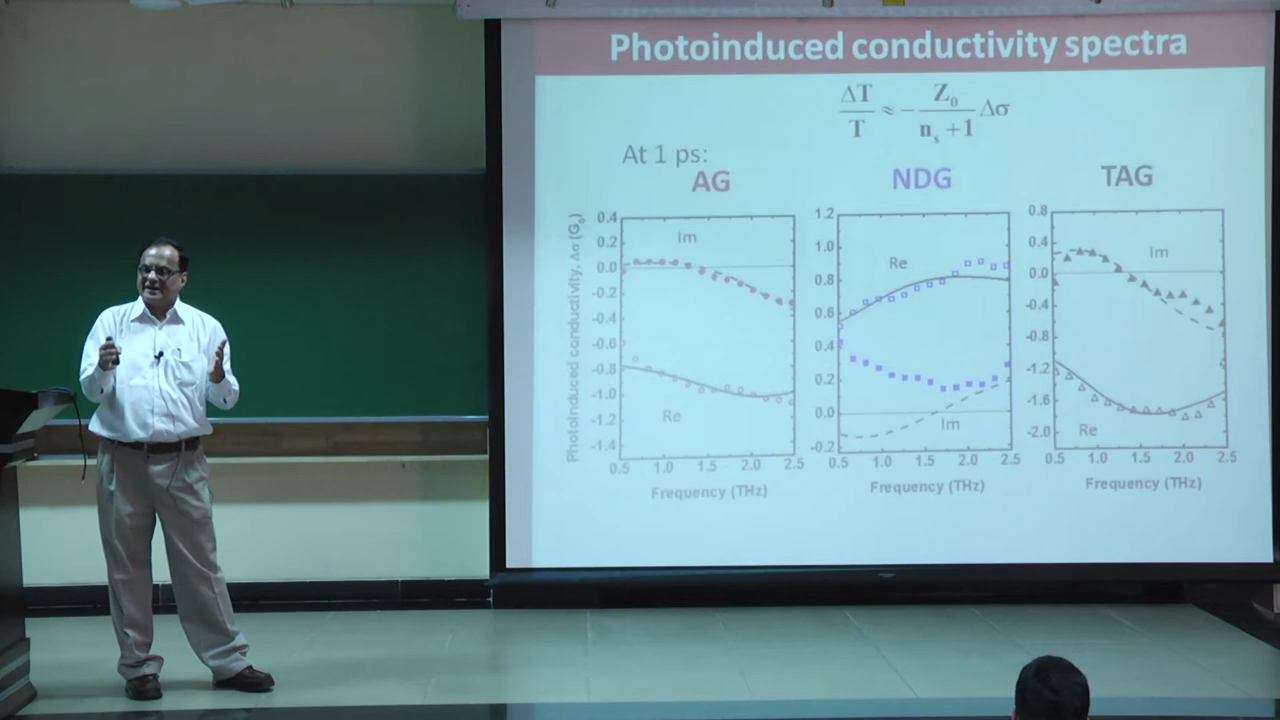 Photoinduced conductivity spectra
ΔT/T ≈ − Z₀/(nₛ+1) Δσ
At 1 ps:
AG
NDG
TAG
Photoinduced conductivity, Δσ (G₀)
0.4
0.2
0.0
-0.2
-0.4
-0.6
-0.8
-1.0
-1.2
-1.4
Im
Re
0.5 1.0 1.5 2.0 2.5
Frequency (THz)
1.2
1.0
0.8
0.6
0.4
0.2
0.0
-0.2
Re
Im
0.5 1.0 1.5 2.0 2.5
Frequency (THz)
0.8
0.4
0.0
-0.4
-0.8
-1.2
-1.6
-2.0
Im
Re
0.5 1.0 1.5 2.0 2.5
Frequency (THz)